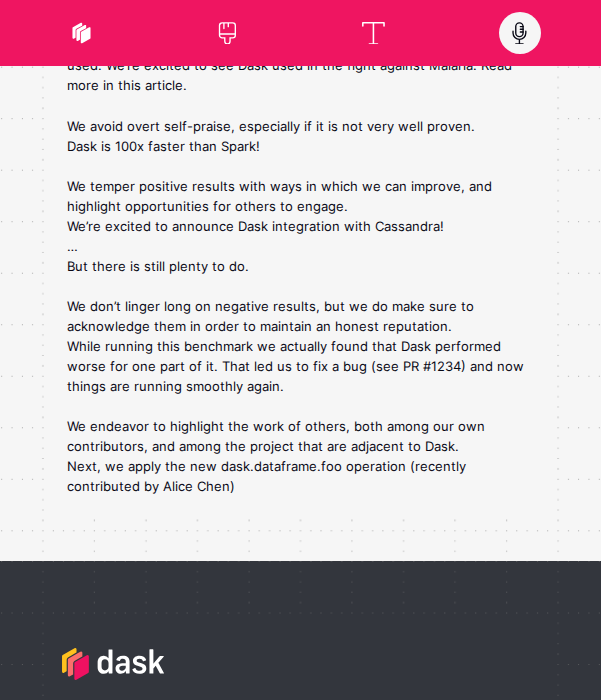 used. We're excited to see Dask used in the fight against Malaria. Read
more in this article.
We avoid overt self-praise, especially if it is not very well proven.
Dask is 100x faster than Spark!
We temper positive results with ways in which we can improve, and
highlight opportunities for others to engage.
We're excited to announce Dask integration with Cassandra!
...
But there is still plenty to do.
We don't linger long on negative results, but we do make sure to
acknowledge them in order to maintain an honest reputation.
While running this benchmark we actually found that Dask performed
worse for one part of it. That led us to fix a bug (see PR #1234) and now
things are running smoothly again.
We endeavor to highlight the work of others, both among our own
contributors, and among the project that are adjacent to Dask.
Next, we apply the new dask.dataframe.foo operation (recently
contributed by Alice Chen)
dask